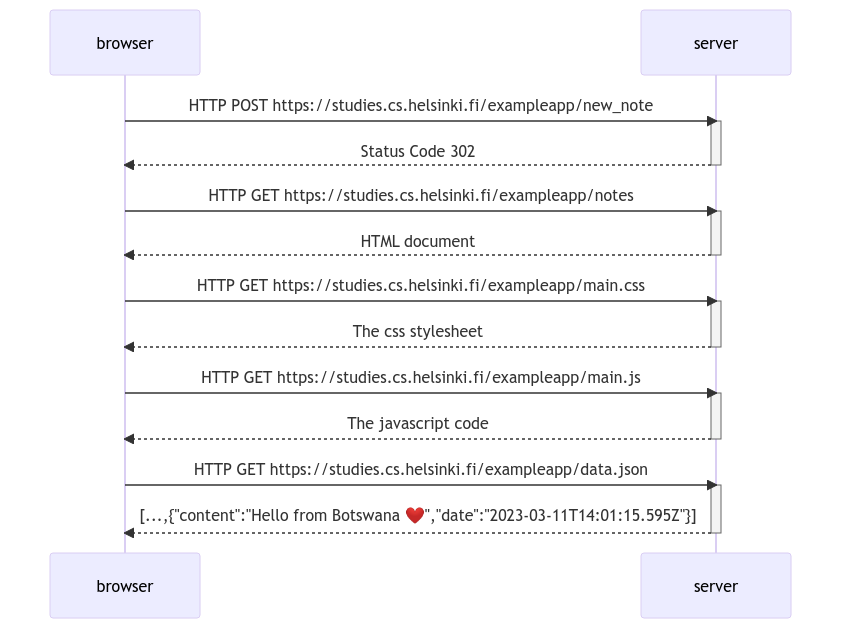 browser server
HTTP POST https://studies.cs.helsinki.fi/exampleapp/new_note
Status Code 302
HTTP GET https://studies.cs.helsinki.fi/exampleapp/notes
HTML document
HTTP GET https://studies.cs.helsinki.fi/exampleapp/main.css
The css stylesheet
HTTP GET https://studies.cs.helsinki.fi/exampleapp/main.js
The javascript code
HTTP GET https://studies.cs.helsinki.fi/exampleapp/data.json
[...,{"content":"Hello from Botswana ❤️","date":"2023-03-11T14:01:15.595Z"}]
browser server